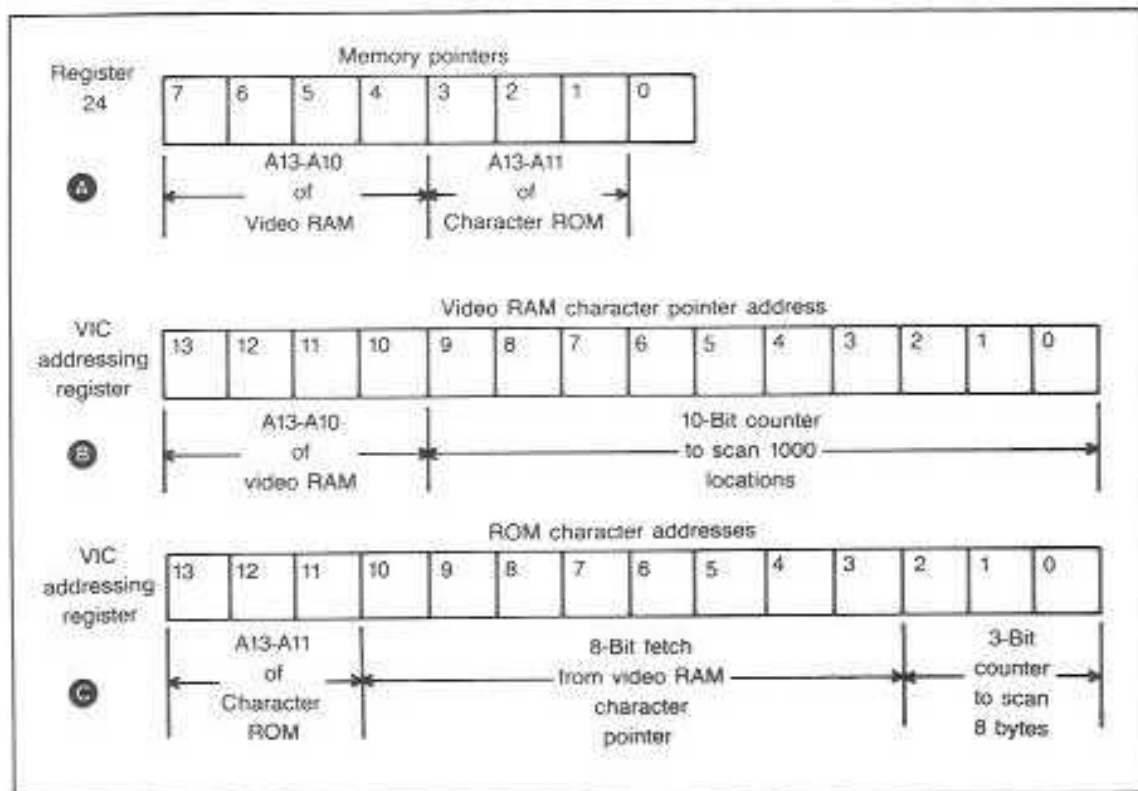 Memory pointers
Register
24
7 6 5 4 3 2 1 0
A13-A10
of
Video RAM
A13-A11
of
Character ROM
A
Video RAM character pointer address
VIC
addressing
register
13 12 11 10 9 8 7 6 5 4 3 2 1 0
A13-A10
of
video RAM
10-Bit counter
to scan 1000
locations
B
ROM character addresses
VIC
addressing
register
13 12 11 10 9 8 7 6 5 4 3 2 1 0
A13-A11
of
Character
ROM
8-Bit fetch
from video RAM
character
pointer
3-Bit
counter
to scan
8 bytes
C